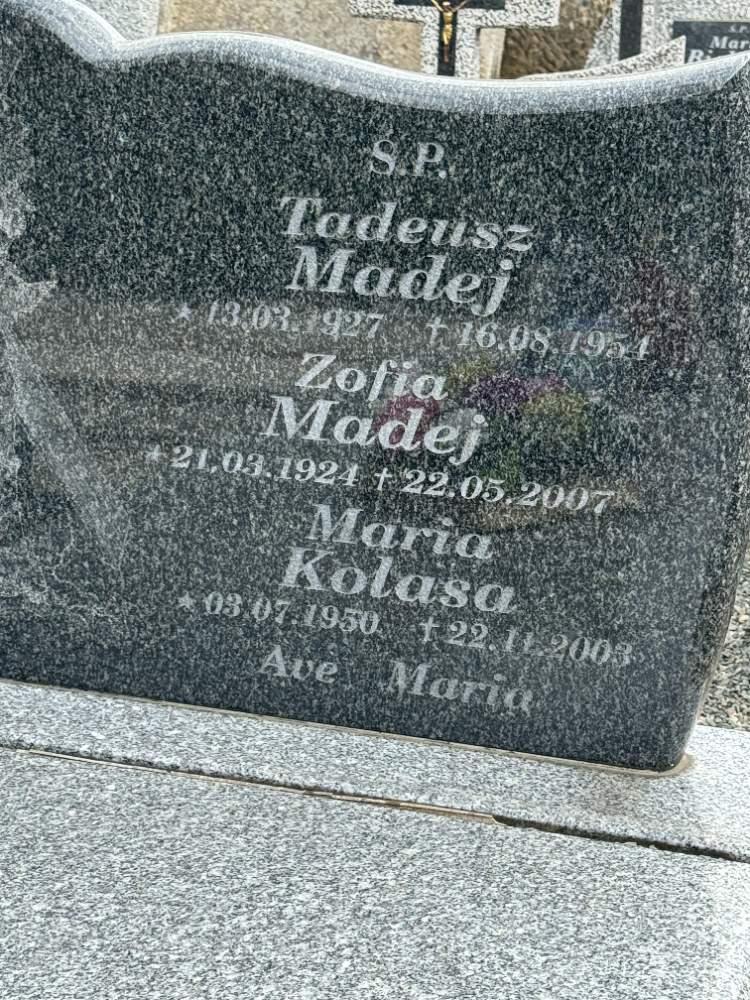 Ś.P.
Tadeusz
Madej
* 13.03.1927 † 16.08.1954
Zofia
Madej
* 21.03.1924 † 22.05.2007
Maria
Kolasa
* 03.07.1950 † 22.11.2003
Ave Maria